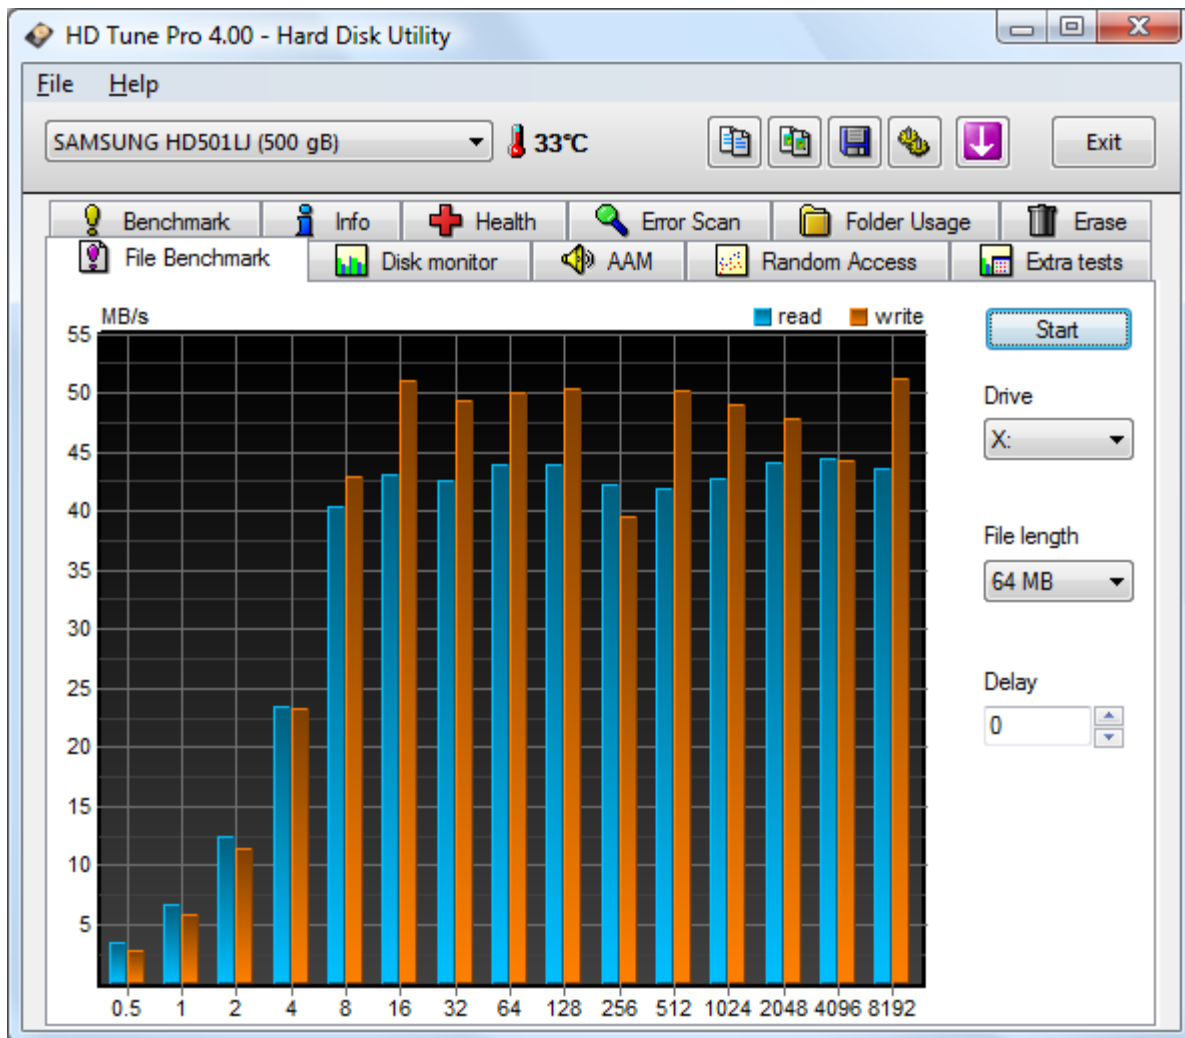 HD Tune Pro 4.00 - Hard Disk Utility
File Help
SAMSUNG HD501LJ (500 gB) 33°C Exit
Benchmark Info Health Error Scan Folder Usage Erase
File Benchmark Disk monitor AAM Random Access Extra tests
MB/s read write
Start
55
50
45
40
35
30
25
20
15
10
5
0.5 1 2 4 8 16 32 64 128 256 512 1024 2048 4096 8192
Drive
X:
File length
64 MB
Delay
0